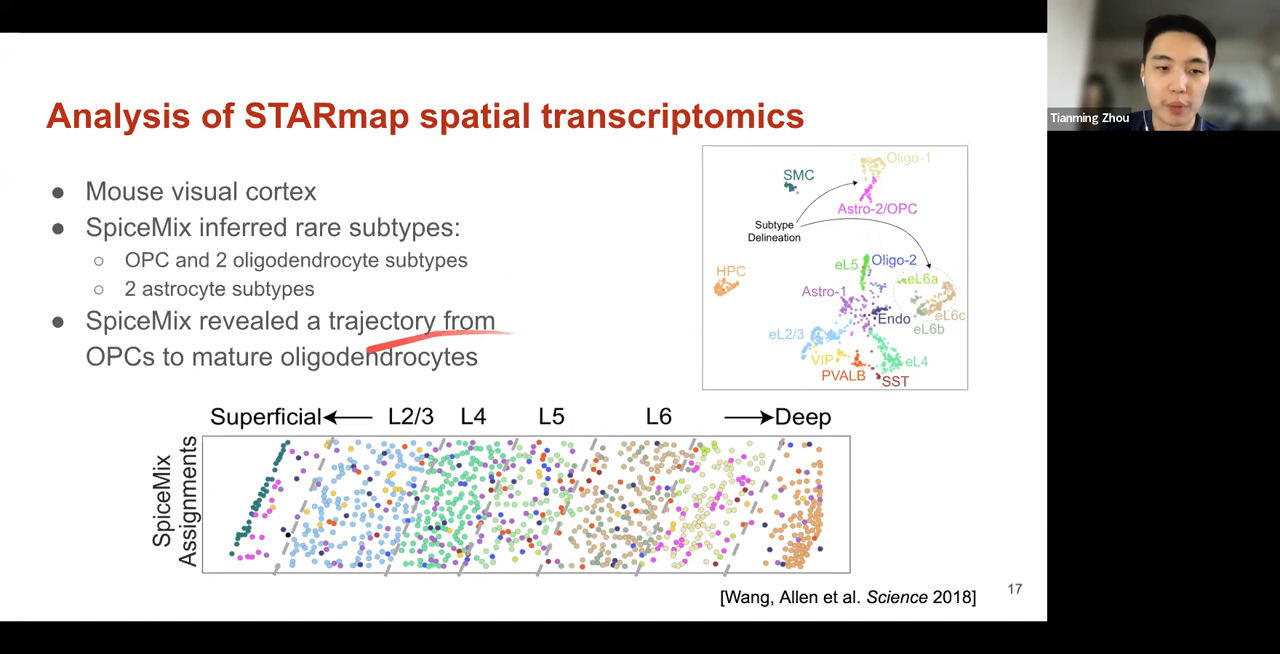 Analysis of STARmap spatial transcriptomics
● Mouse visual cortex
● SpiceMix inferred rare subtypes:
○ OPC and 2 oligodendrocyte subtypes
○ 2 astrocyte subtypes
● SpiceMix revealed a trajectory from
OPCs to mature oligodendrocytes
Oligo-1
SMC
Astro-2/OPC
Subtype
Delineation
eL5
Oligo-2
HPC
eL6a
Astro-1
eL6c
Endo
eL6b
eL2/3
VIP
eL4
PVALB
SST
Superficial
L2/3
L4
L5
L6
Deep
SpiceMix
Assignments
[Wang, Allen et al. Science 2018]
17
Tianming Zhou